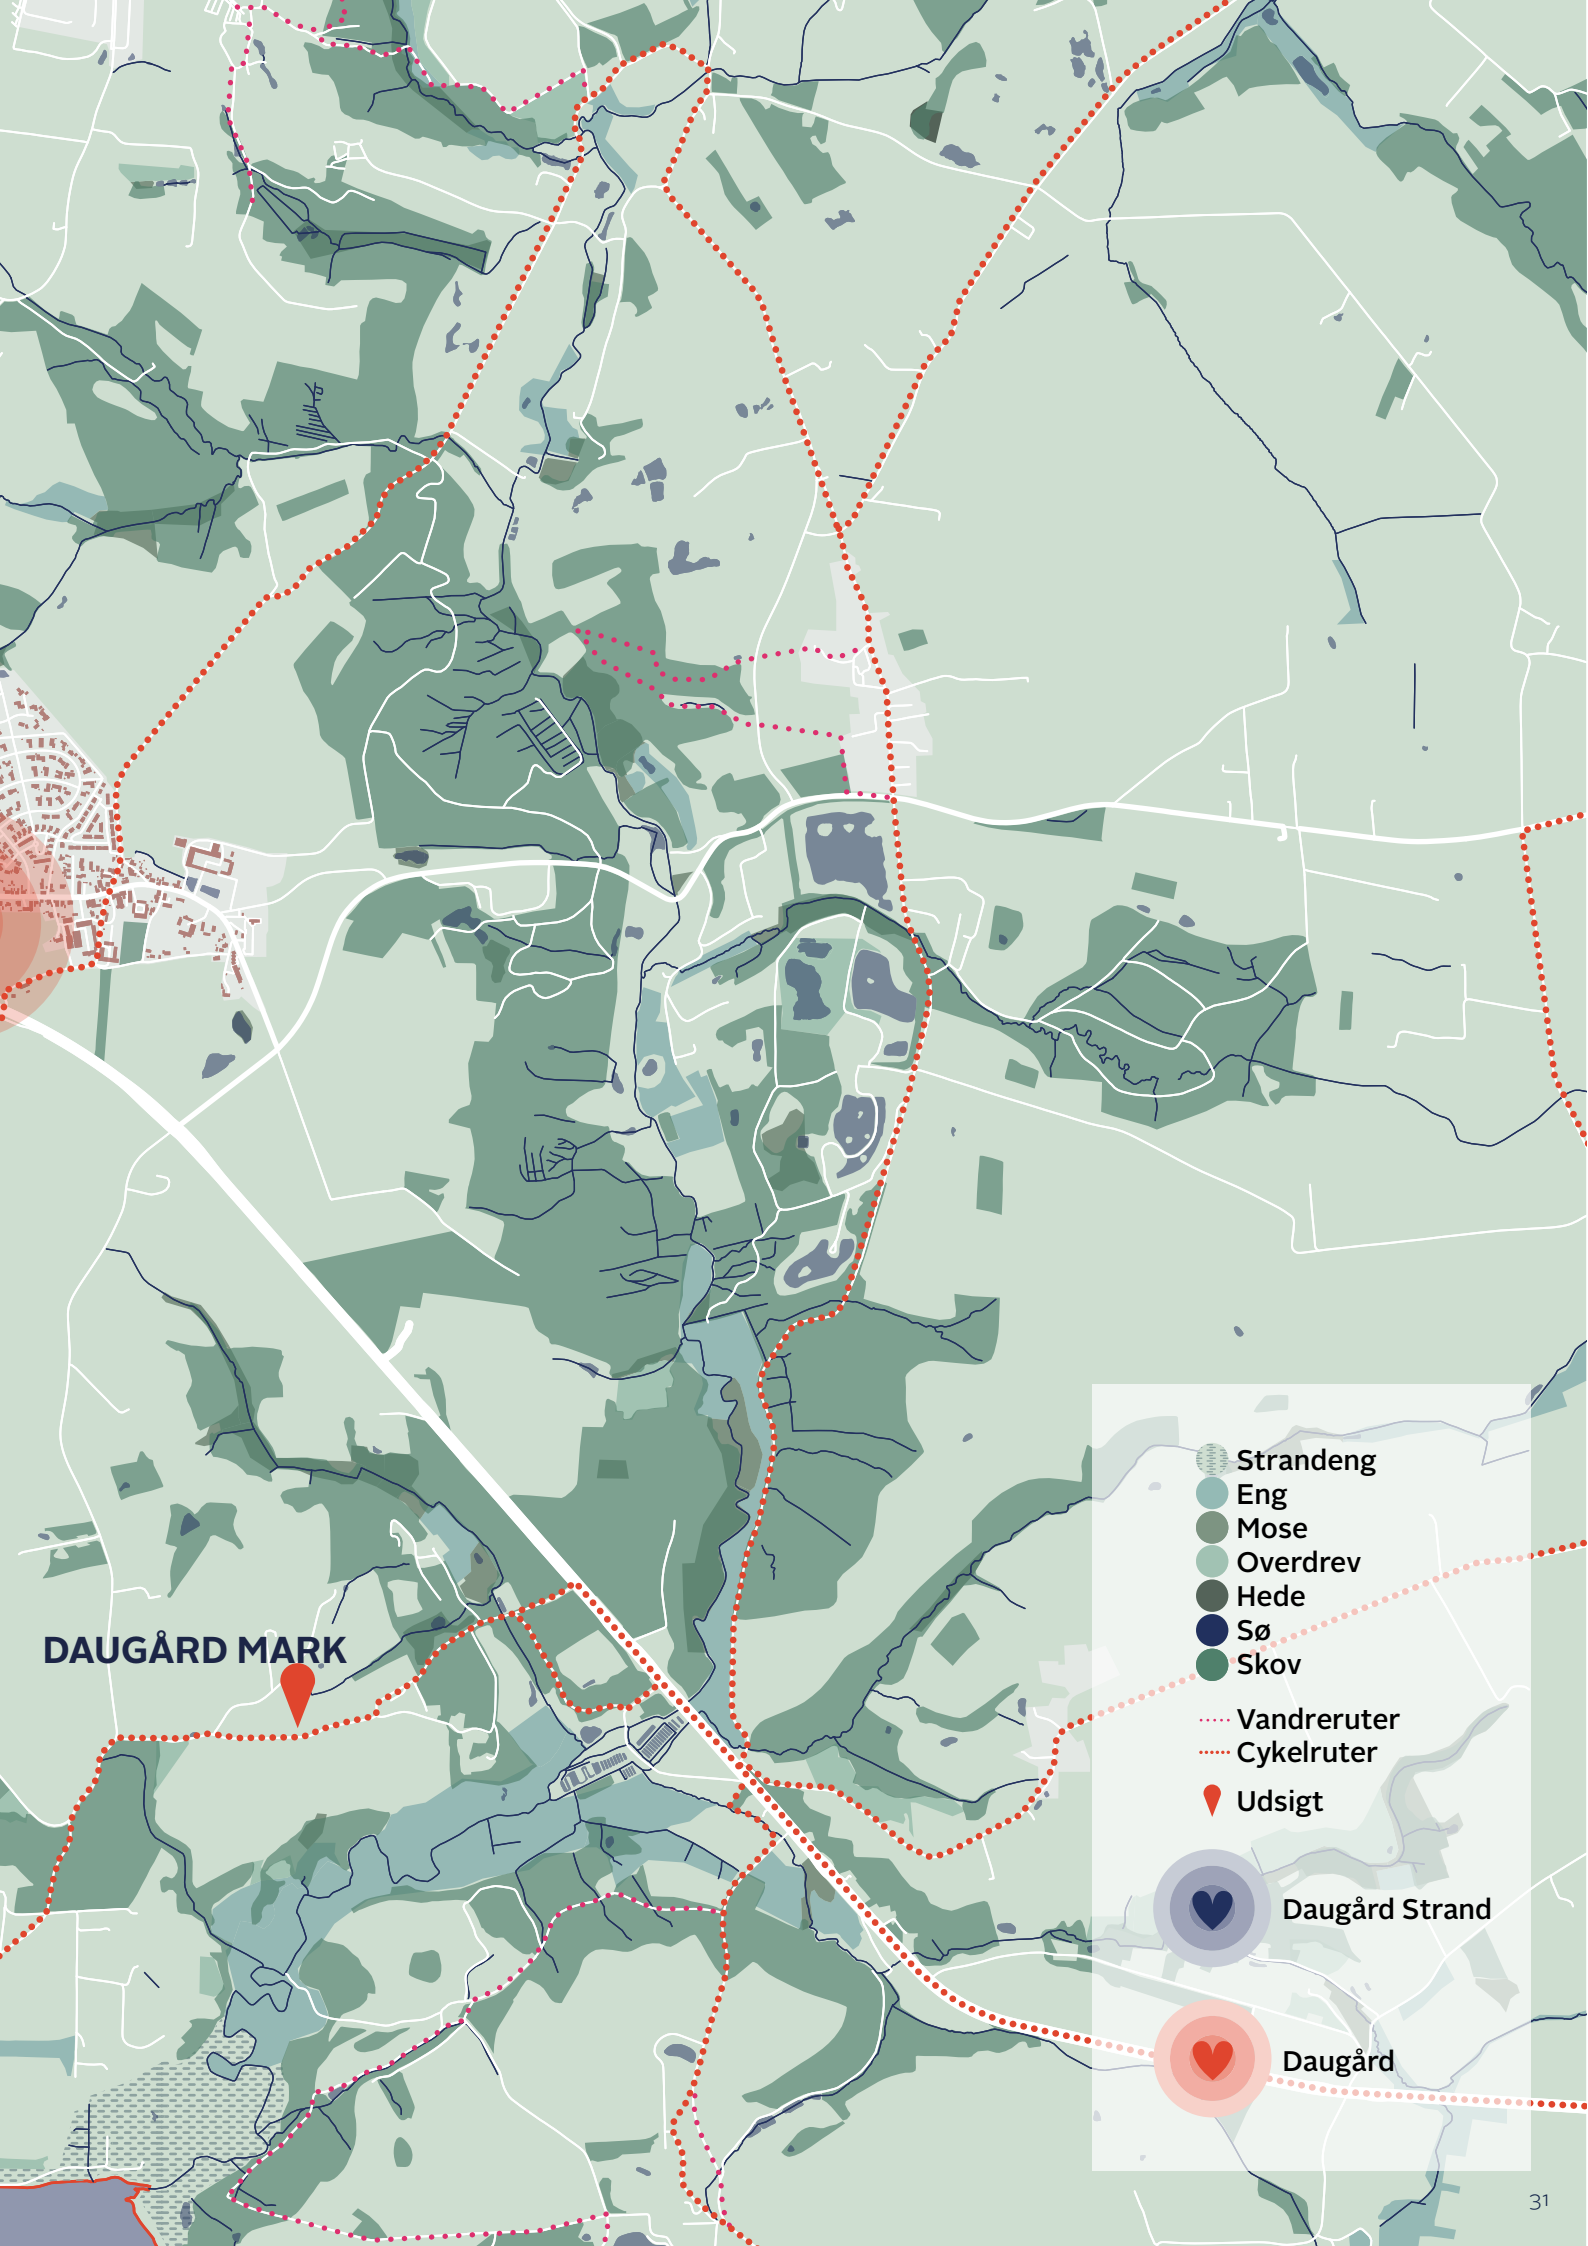 DAUGÅRD MARK
Strandeng
Eng
Mose
Overdrev
Hede
Sø
Skov
Vandreruter
Cykelruter
Udsigt
Daugård Strand
Daugård
31